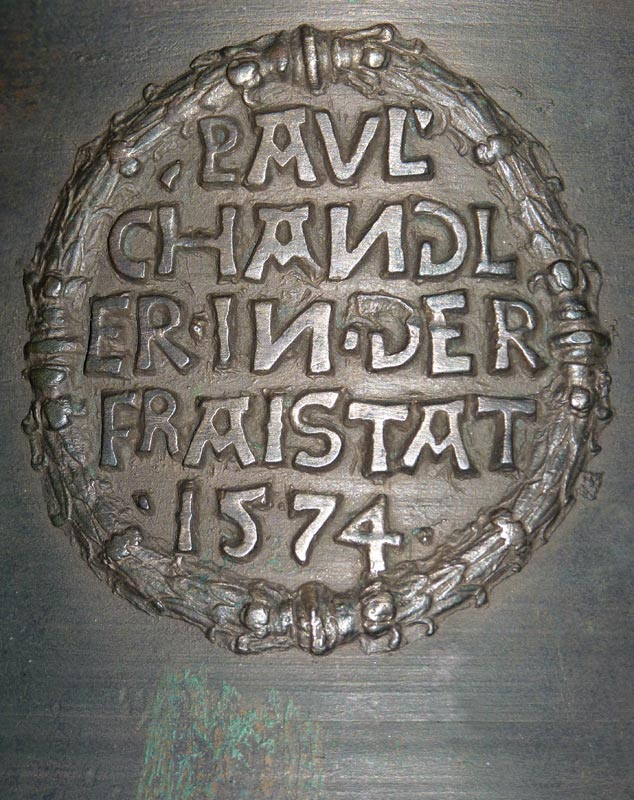 · PAVL'
CHANDL
ER · IN · DER
FRAISTAT
· 1574 ·